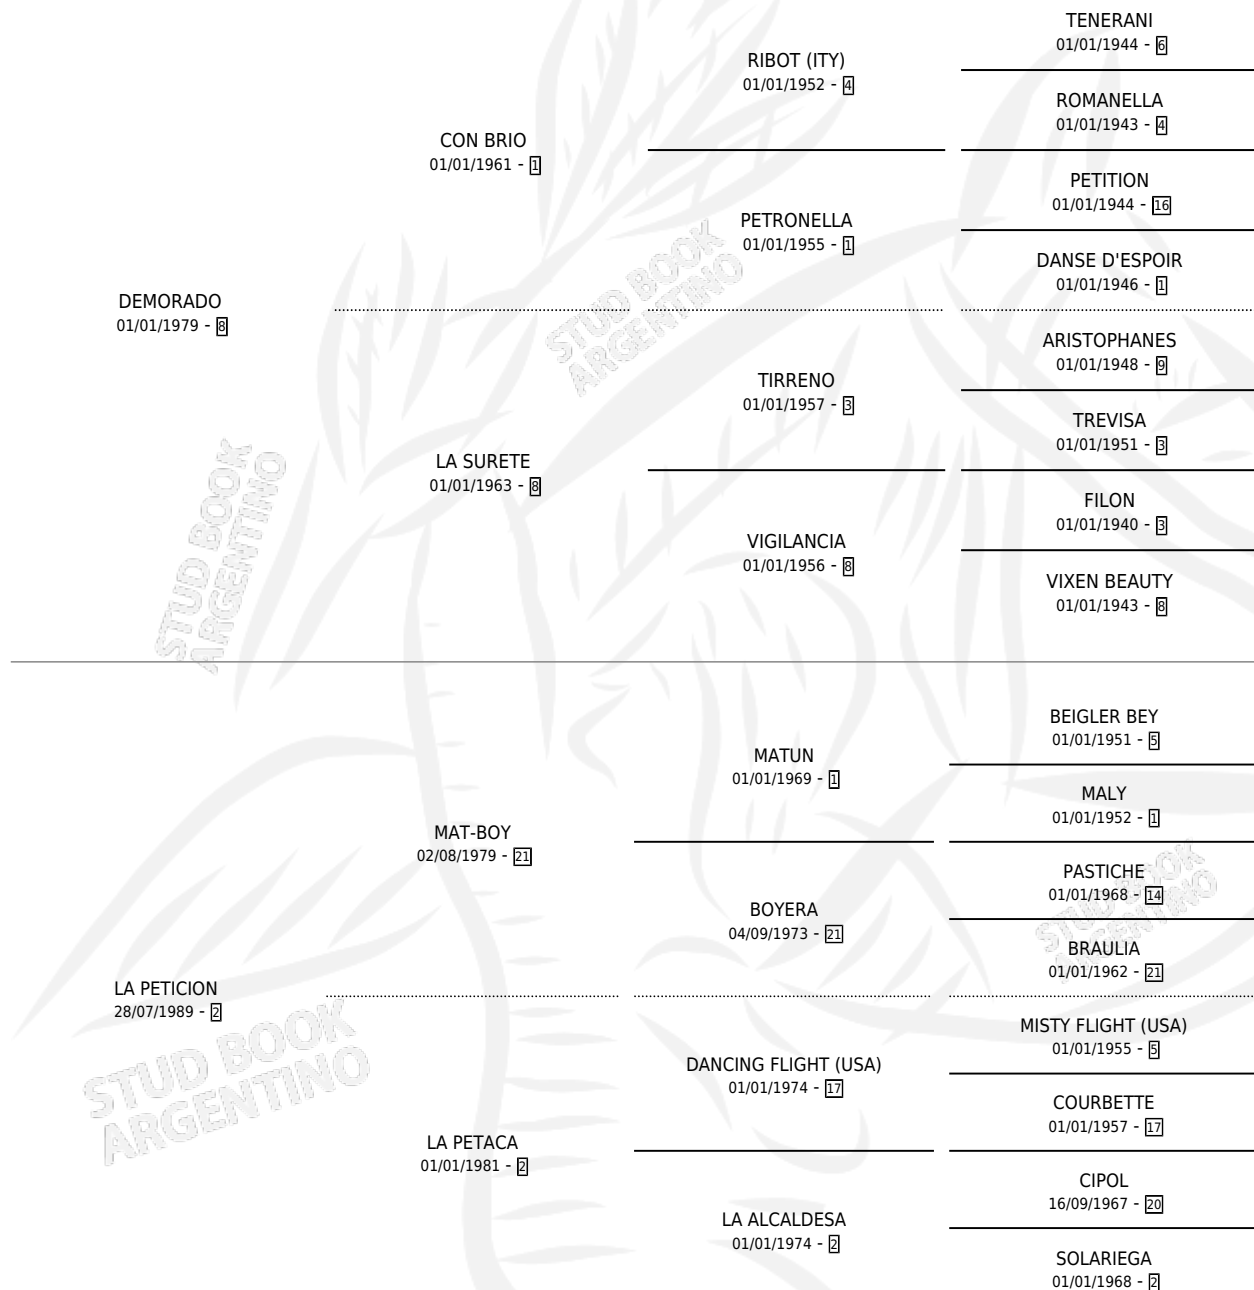 TENERANI
01/01/1944 - 6
RIBOT (ITY)
01/01/1952 - 4
ROMANELLA
01/01/1943 - 4
CON BRIO
01/01/1961 - 1
PETITION
01/01/1944 - 16
PETRONELLA
01/01/1955 - 1
DANSE D'ESPOIR
01/01/1946 - 1
DEMORADO
01/01/1979 - 8
STUD BOOK
ARGENTINO
ARISTOPHANES
01/01/1948 - 9
TIRRENO
01/01/1957 - 3
TREVISA
01/01/1951 - 3
LA SURETE
01/01/1963 - 8
FILON
01/01/1940 - 3
VIGILANCIA
01/01/1956 - 8
VIXEN BEAUTY
01/01/1943 - 8
STUD BOOK
ARGENTINO
BEIGLER BEY
01/01/1951 - 5
MATUN
01/01/1969 - 1
MALY
01/01/1952 - 1
MAT-BOY
02/08/1979 - 21
PASTICHE
01/01/1968 - 14
BOYERA
04/09/1973 - 21
BRAULIA
01/01/1962 - 21
STUD BOOK
ARGENTINO
LA PETICION
28/07/1989 - 2
MISTY FLIGHT (USA)
01/01/1955 - 5
STUD BOOK
ARGENTINO
DANCING FLIGHT (USA)
01/01/1974 - 17
COURBETTE
01/01/1957 - 17
LA PETACA
01/01/1981 - 2
CIPOL
16/09/1967 - 20
LA ALCALDESA
01/01/1974 - 2
SOLARIEGA
01/01/1968 - 2